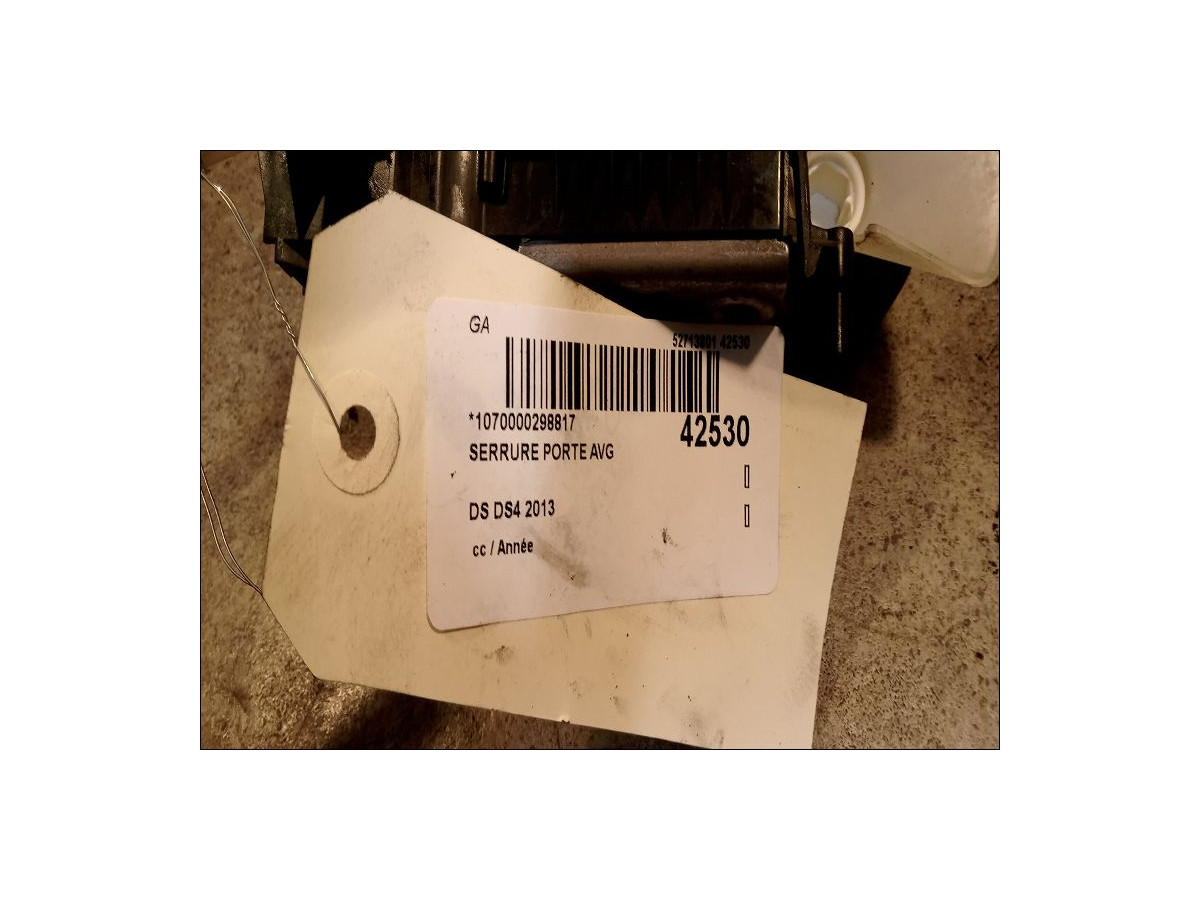 GA
52713801 42530
*1070000298817
42530
SERRURE PORTE AVG
DS DS4 2013
cc / Année